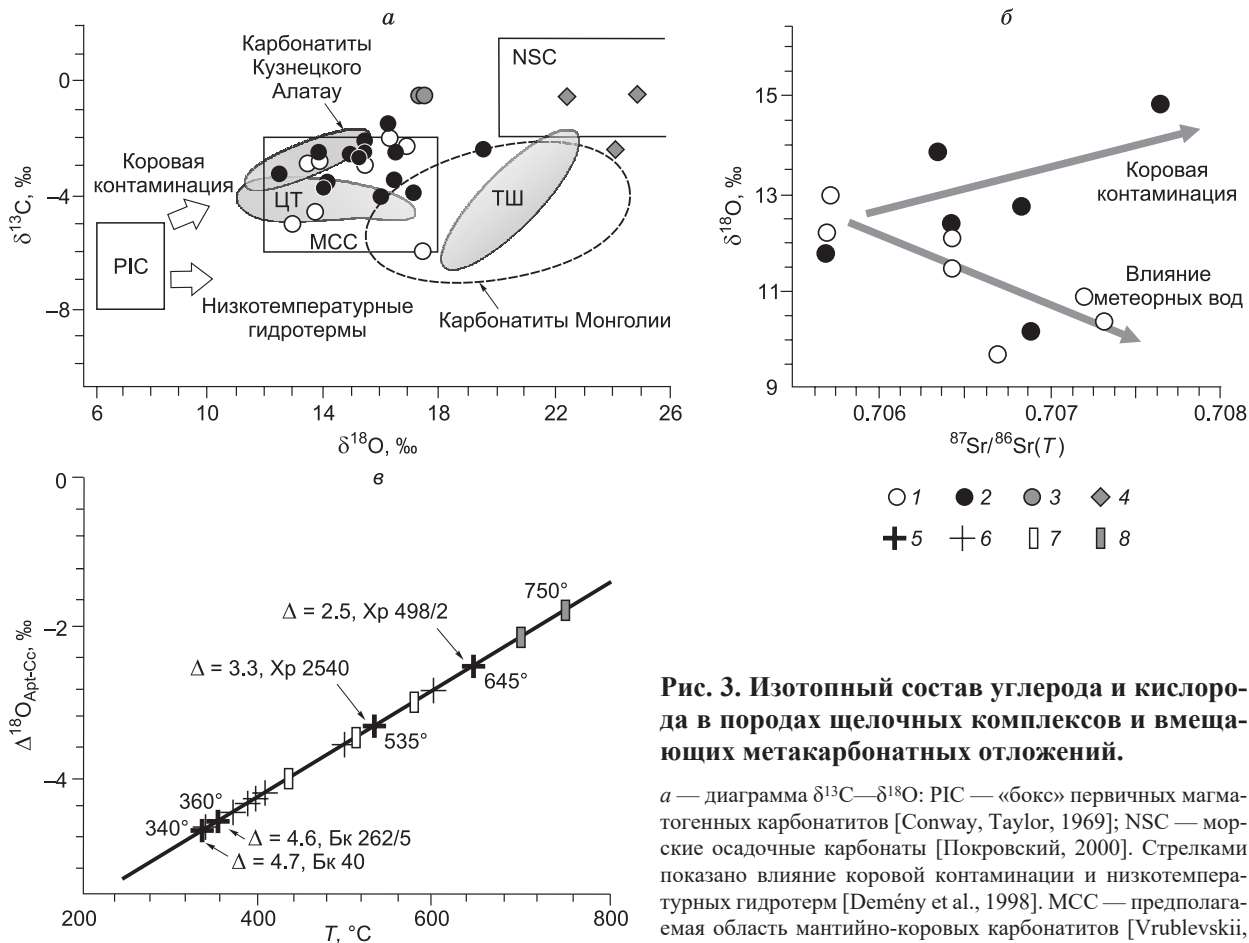 а
0
−4
−8
δ¹³C, ‰
6
10
14
18
22
26
δ¹⁸O, ‰
Карбонатиты
Кузнецкого
Алатау
NSC
Коровая
контаминация
ЦТ
ТШ
МСС
PIC
Низкотемпературные
гидротермы
Карбонатиты Монголии
б
15
13
11
9
δ¹⁸O, ‰
0.706
0.707
0.708
⁸⁷Sr/⁸⁶Sr(T)
Коровая
контаминация
Влияние
метеорных вод
1 2 3 4
5 6 7 8
в
0
−2
−4
Δ¹⁸O_Apt-Cc, ‰
200
400
600
800
T, °C
750°
Δ = 2.5, Хр 498/2
645°
Δ = 3.3, Хр 2540
535°
360°
340°
Δ = 4.6, Бк 262/5
Δ = 4.7, Бк 40
Рис. 3. Изотопный состав углерода и кислоро-
да в породах щелочных комплексов и вмеща-
ющих метакарбонатных отложений.
а — диаграмма δ¹³C—δ¹⁸O: PIC — «бокс» первичных магма-
тогенных карбонатитов [Conway, Taylor, 1969]; NSC — мор-
ские осадочные карбонаты [Покровский, 2000]. Стрелками
показано влияние коровой контаминации и низкотемпера-
турных гидротерм [Demény et al., 1998]. МСС — предполага-
емая область мантийно-коровых карбонатитов [Vrublevskii,